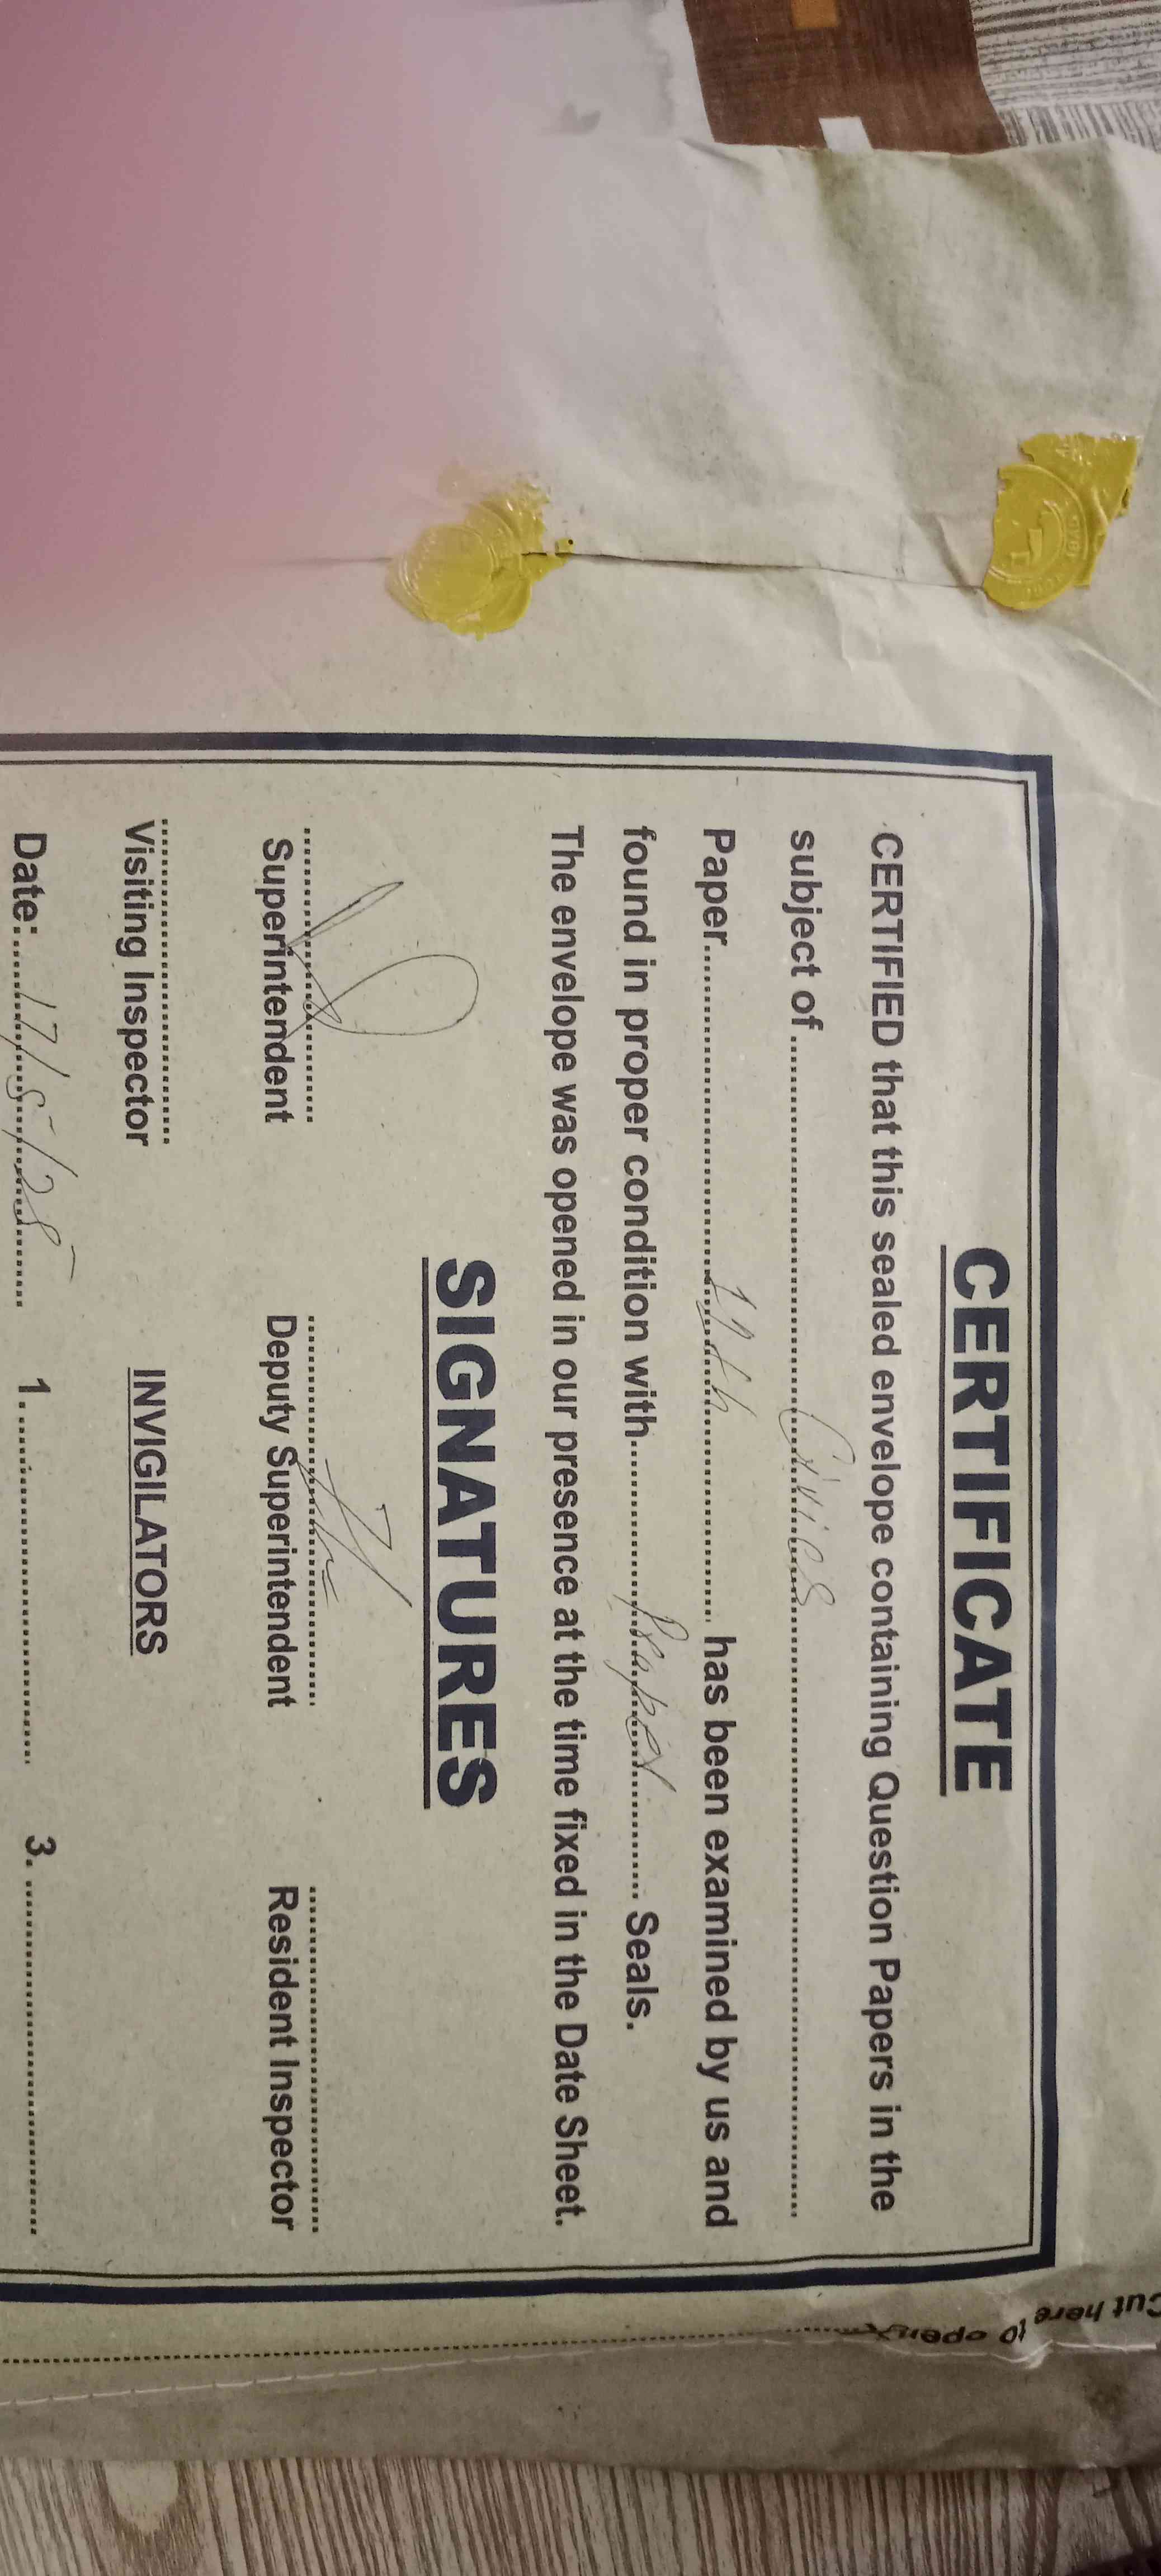 CERTIFICATE
CERTIFIED that this sealed envelope containing Question Papers in the
subject of Civics
Paper 12th has been examined by us and
found in proper condition with Proper Seals.
The envelope was opened in our presence at the time fixed in the Date Sheet.
SIGNATURES
Superintendent Deputy Superintendent Resident Inspector
Visiting Inspector INVIGILATORS
Date: 17/5/25 1. 3.
Cut here to open